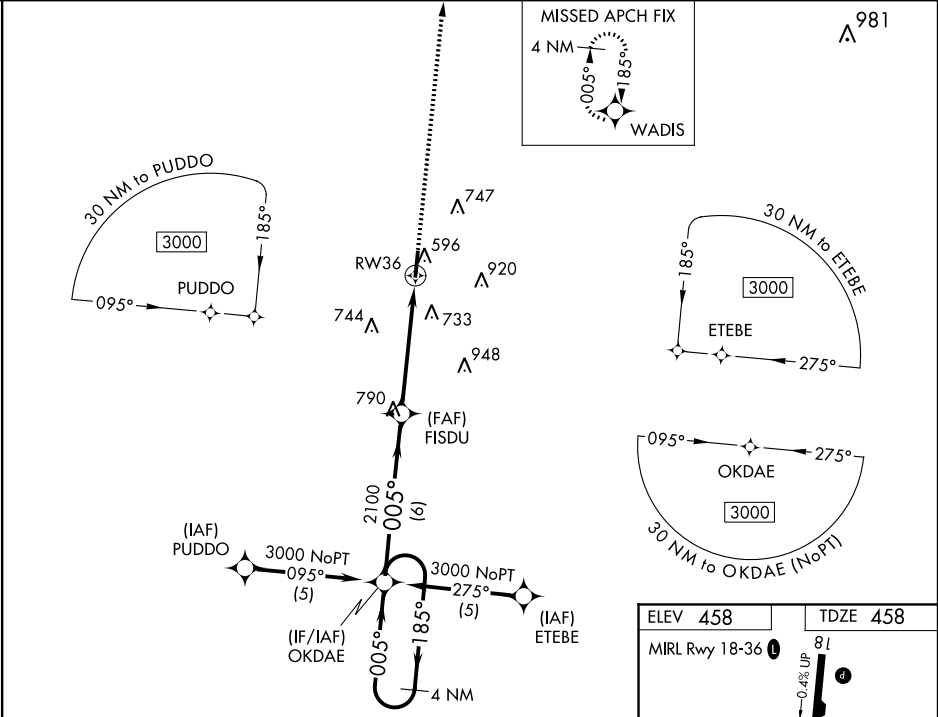 MISSED APCH FIX
4 NM
005°
185°
WADIS
981
30 NM to PUDDO
3000
185°
PUDDO
095°
747
596
RW36
920
744
733
948
790
(FAF)
FISDU
30 NM to ETEBE
185°
3000
ETEBE
275°
095°
275°
OKDAE
3000
30 NM to OKDAE (NoPT)
2100
005°
(6)
(IAF)
PUDDO
3000 NoPT
095°
(5)
3000 NoPT
275°
(5)
(IAF)
ETEBE
(IF/IAF)
OKDAE
005°
185°
4 NM
ELEV 458
TDZE 458
MIRL Rwy 18-36 L
18
0.4% UP
P